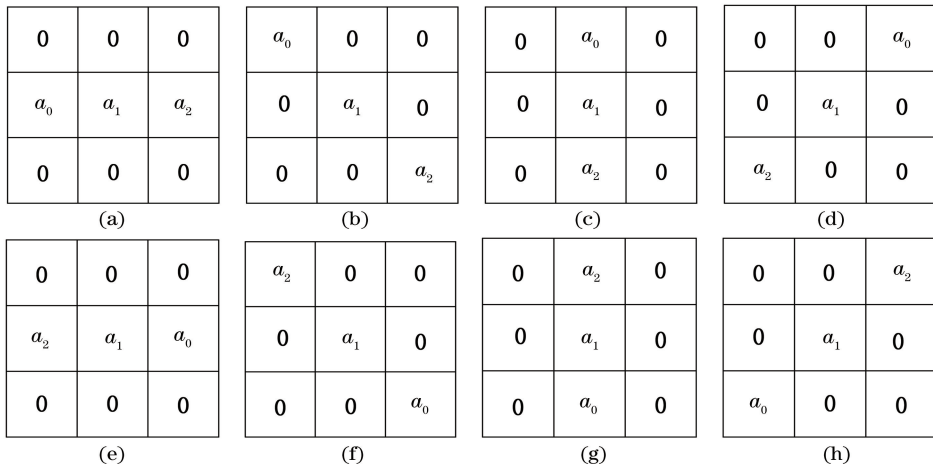 0 0 0 a₀ 0 0 0 a₀ 0 0 0 a₀
a₀ a₁ a₂ 0 a₁ 0 0 a₁ 0 0 a₁ 0
0 0 0 0 0 a₂ 0 a₂ 0 a₂ 0 0
(a) (b) (c) (d)
0 0 0 a₂ 0 0 0 a₂ 0 0 0 a₂
a₂ a₁ a₀ 0 a₁ 0 0 a₁ 0 0 a₁ 0
0 0 0 0 0 a₀ 0 a₀ 0 a₀ 0 0
(e) (f) (g) (h)